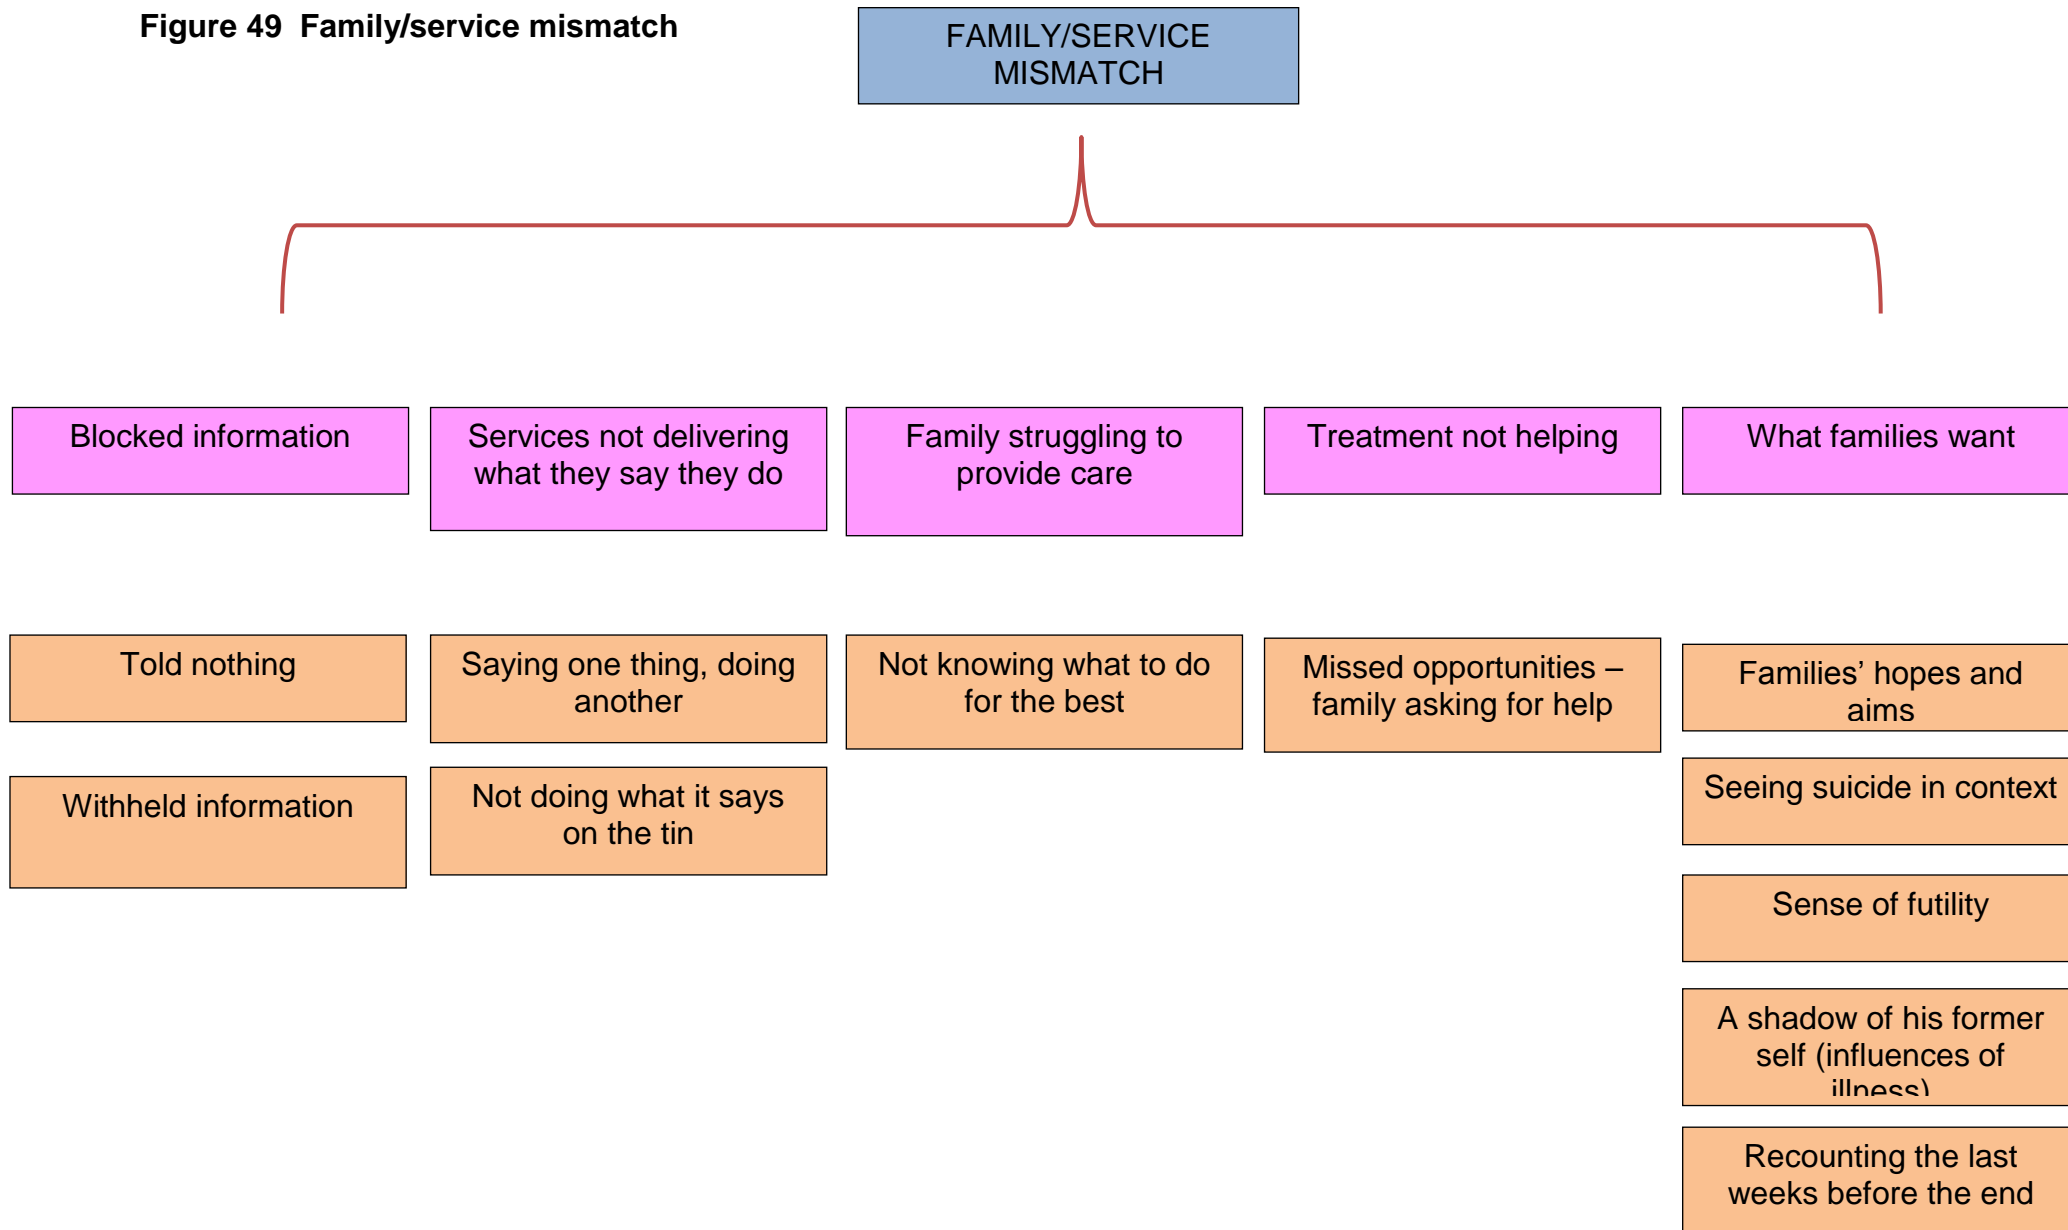 Figure 49  Family/service mismatch
FAMILY/SERVICE
MISMATCH
Blocked information
Services not delivering
what they say they do
Family struggling to
provide care
Treatment not helping
What families want
Told nothing
Withheld information
Saying one thing, doing
another
Not doing what it says
on the tin
Not knowing what to do
for the best
Missed opportunities –
family asking for help
Families’ hopes and
aims
Seeing suicide in context
Sense of futility
A shadow of his former
self (influences of
illness)
Recounting the last
weeks before the end